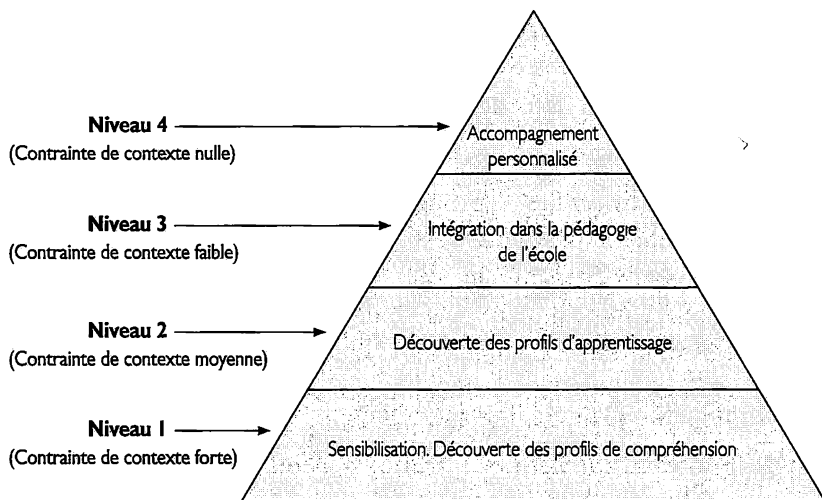 Niveau 4
(Contrainte de contexte nulle)
Accompagnement
personnalisé
Niveau 3
(Contrainte de contexte faible)
Intégration dans la pédagogie
de l'école
Niveau 2
(Contrainte de contexte moyenne)
Découverte des profils d'apprentissage
Niveau 1
(Contrainte de contexte forte)
Sensibilisation. Découverte des profils de compréhension